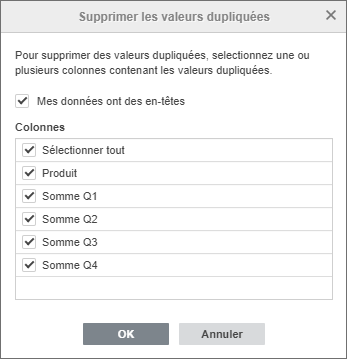 Supprimer les valeurs dupliquées
Pour supprimer des valeurs dupliquées, selectionnez une ou
plusieurs colonnes contenant les valeurs dupliquées.
Mes données ont des en-têtes
Colonnes
Sélectionner tout
Produit
Somme Q1
Somme Q2
Somme Q3
Somme Q4
OK
Annuler